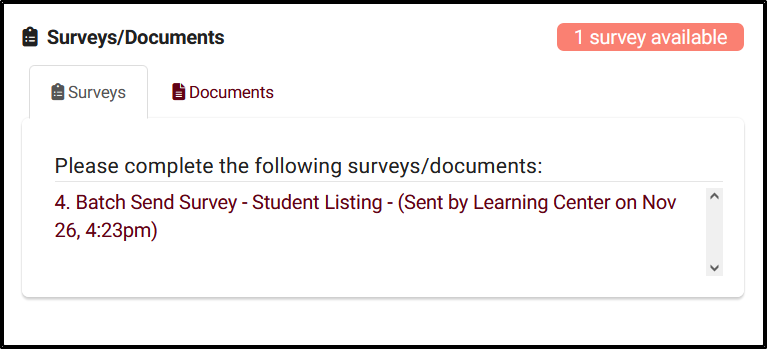 Surveys/Documents
1 survey available
Surveys
Documents
Please complete the following surveys/documents:
4. Batch Send Survey - Student Listing - (Sent by Learning Center on Nov
26, 4:23pm)